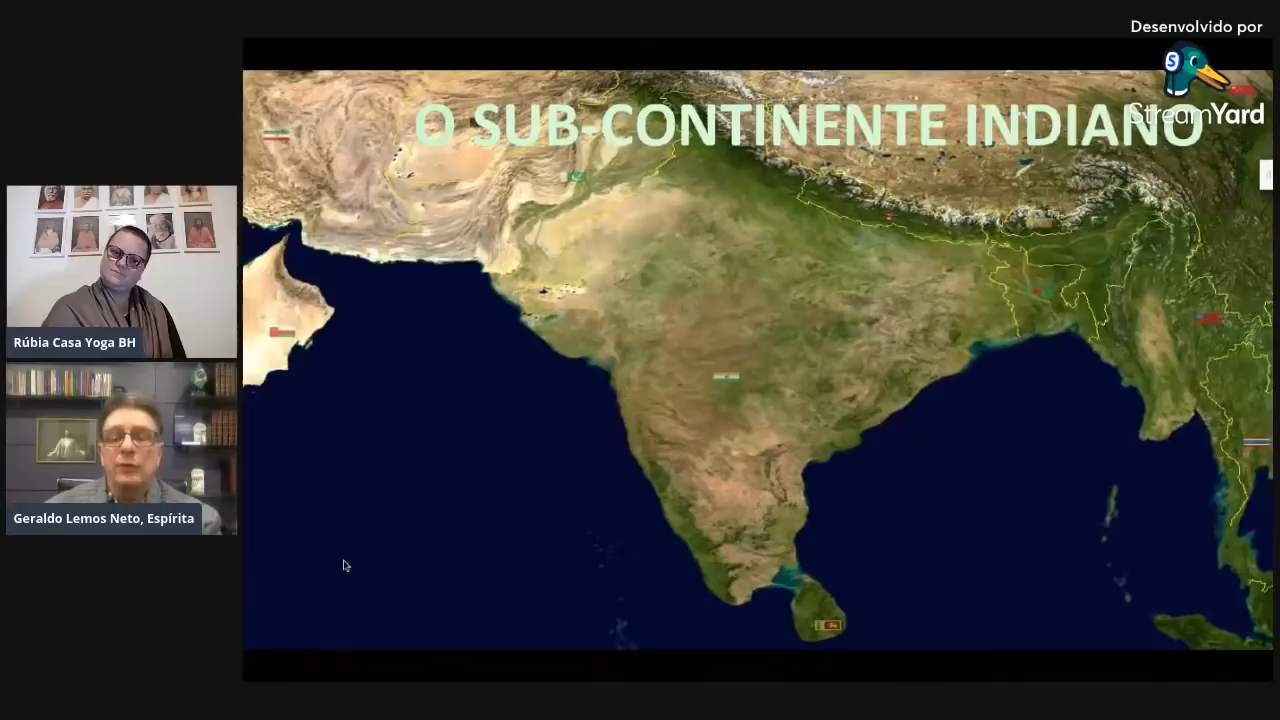 Desenvolvido por
StreamYard
O SUB-CONTINENTE INDIANO
Rúbia Casa Yoga BH
Geraldo Lemos Neto, Espírita